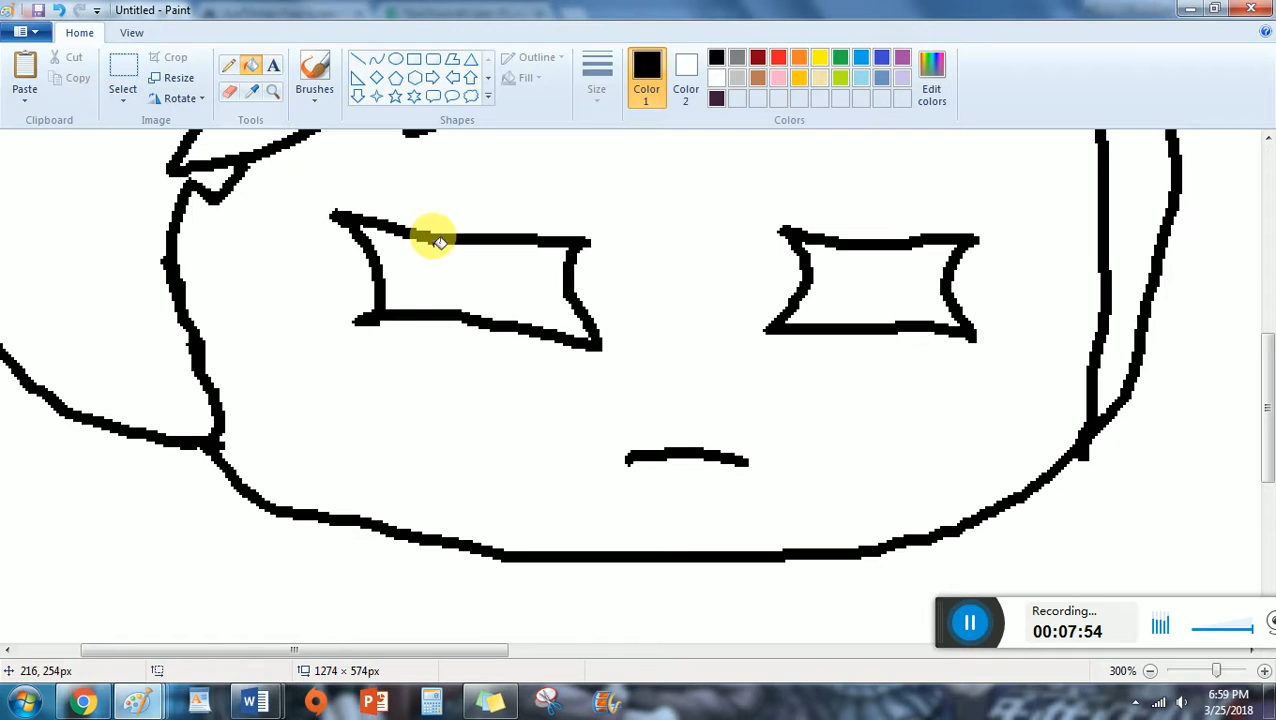 Untitled - Paint
Home
View
Paste
Cut
Copy
Clipboard
Select
Crop
Resize
Rotate
Image
A
Tools
Brushes
Outline
Fill
Shapes
Size
Color 1
Color 2
Edit colors
Colors
Recording...
00:07:54
216, 254px
1274 × 574px
300%
6:59 PM
3/25/2018